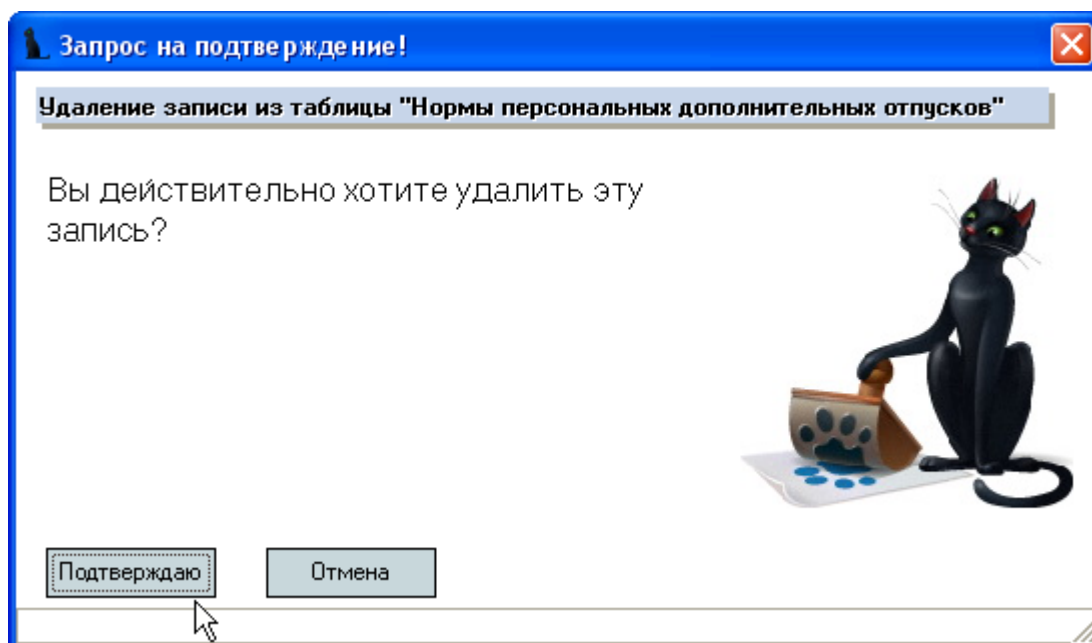 Запрос на подтверждение!
Удаление записи из таблицы "Нормы персональных дополнительных отпусков"
Вы действительно хотите удалить эту
запись?
Подтверждаю
Отмена